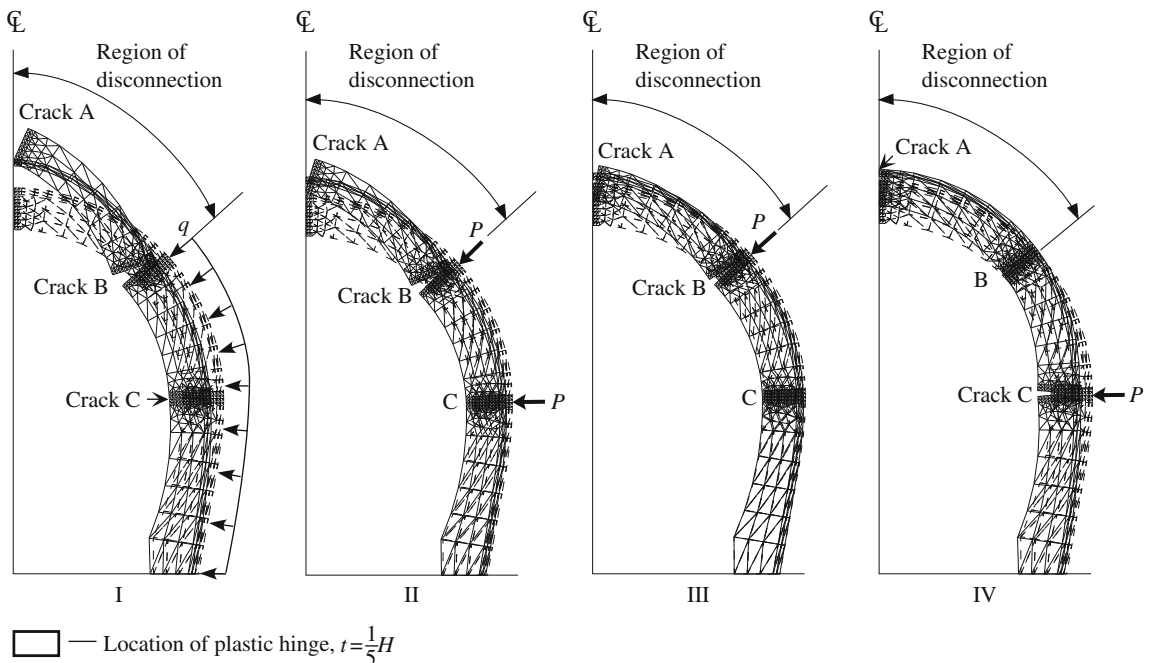 ℄
Region of
disconnection
Crack A
q
Crack B
Crack C
I
℄
Region of
disconnection
Crack A
P
Crack B
C
P
II
℄
Region of
disconnection
Crack A
P
Crack B
C
III
℄
Region of
disconnection
Crack A
B
Crack C
P
IV
Location of plastic hinge, t = 1/5 H